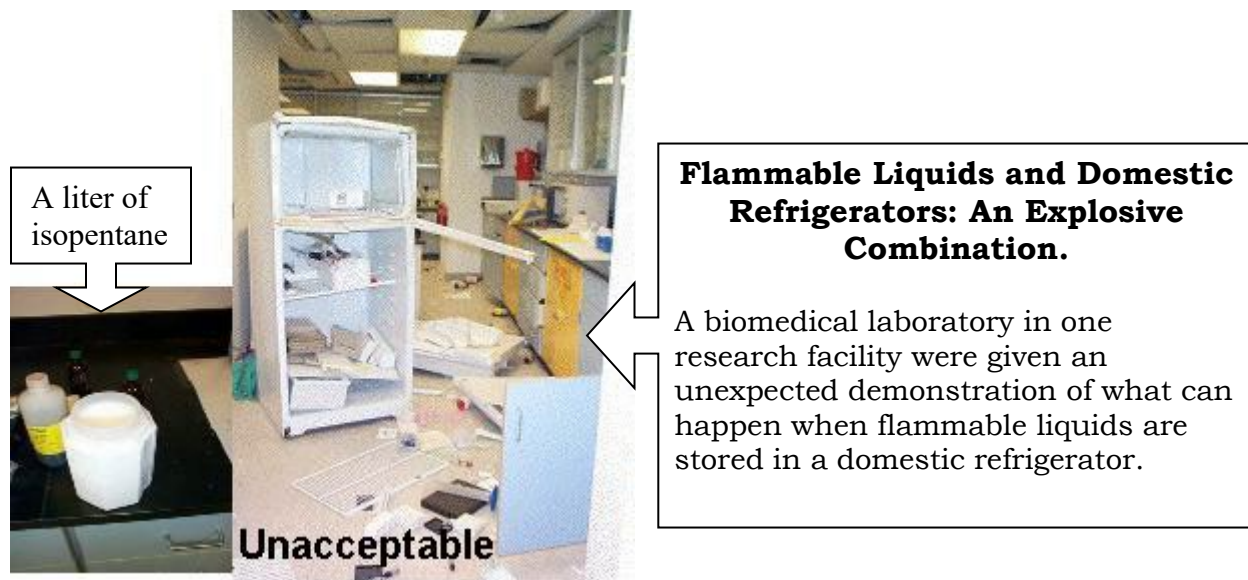 A liter of
isopentane
Unacceptable
Flammable Liquids and Domestic
Refrigerators: An Explosive
Combination.
A biomedical laboratory in one
research facility were given an
unexpected demonstration of what can
happen when flammable liquids are
stored in a domestic refrigerator.